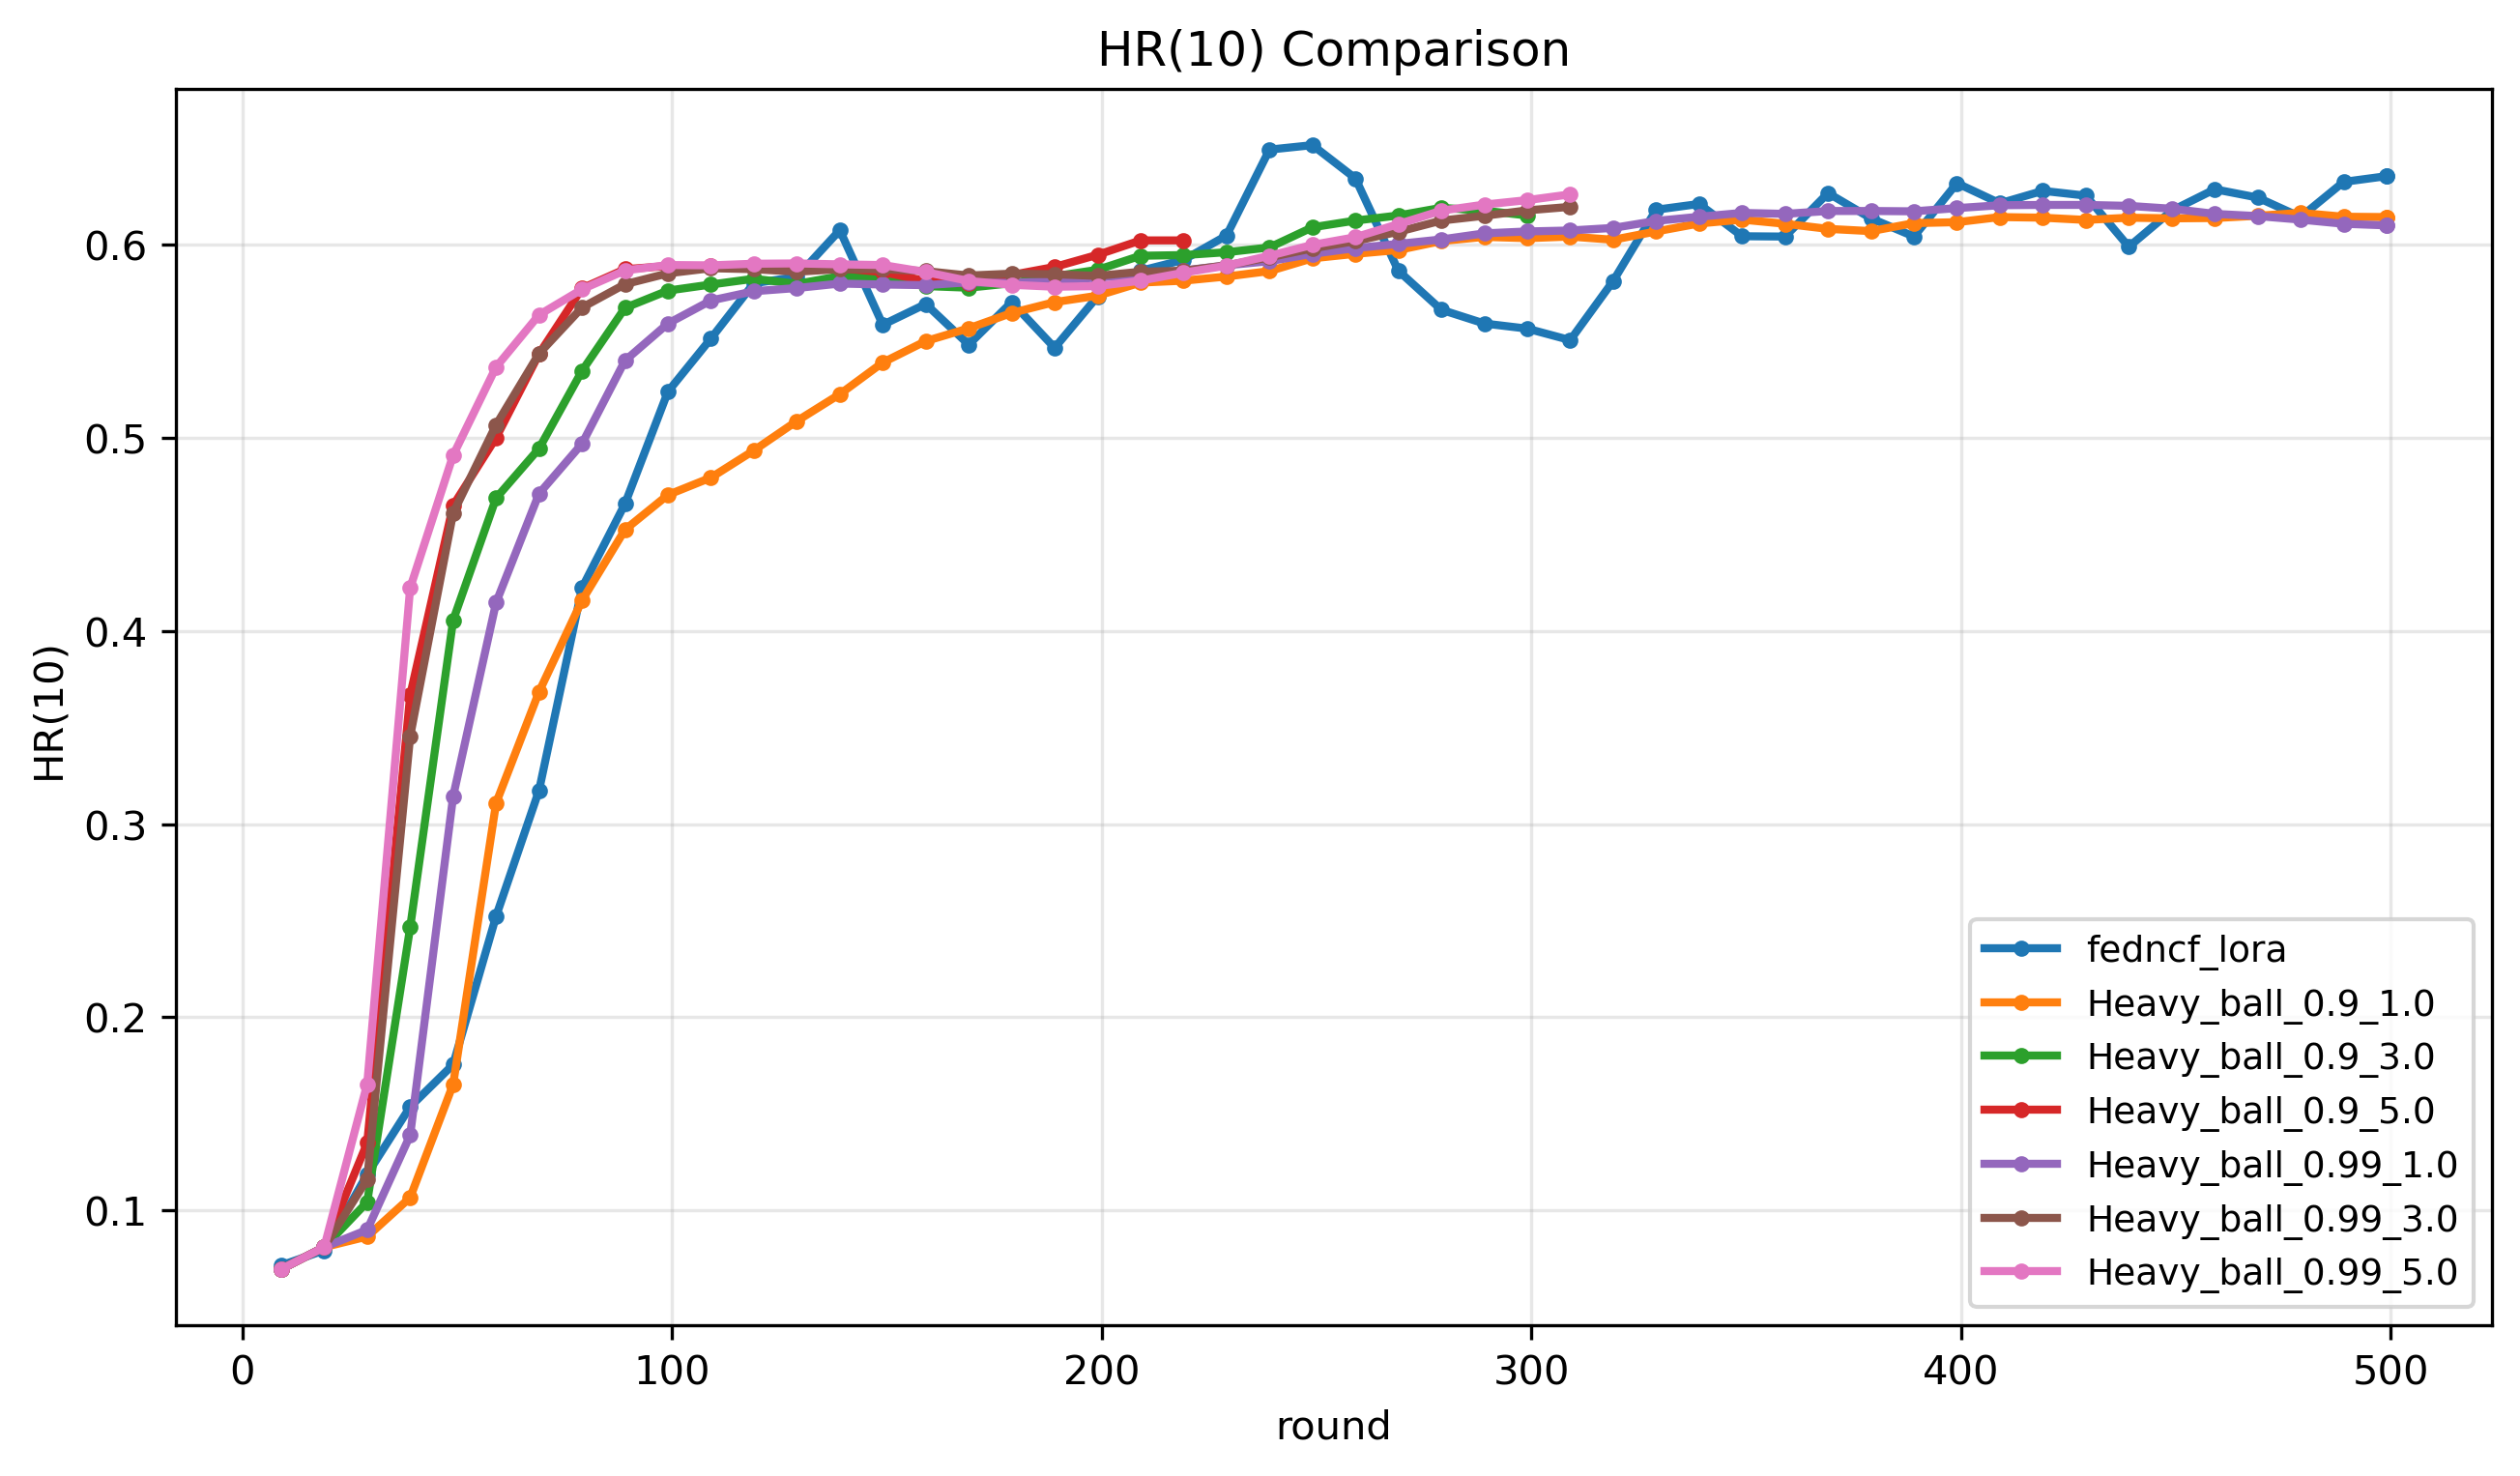 HR(10) Comparison
HR(10)
0.6
0.5
0.4
0.3
0.2
0.1
0
100
200
300
400
500
round
fedncf_lora
Heavy_ball_0.9_1.0
Heavy_ball_0.9_3.0
Heavy_ball_0.9_5.0
Heavy_ball_0.99_1.0
Heavy_ball_0.99_3.0
Heavy_ball_0.99_5.0